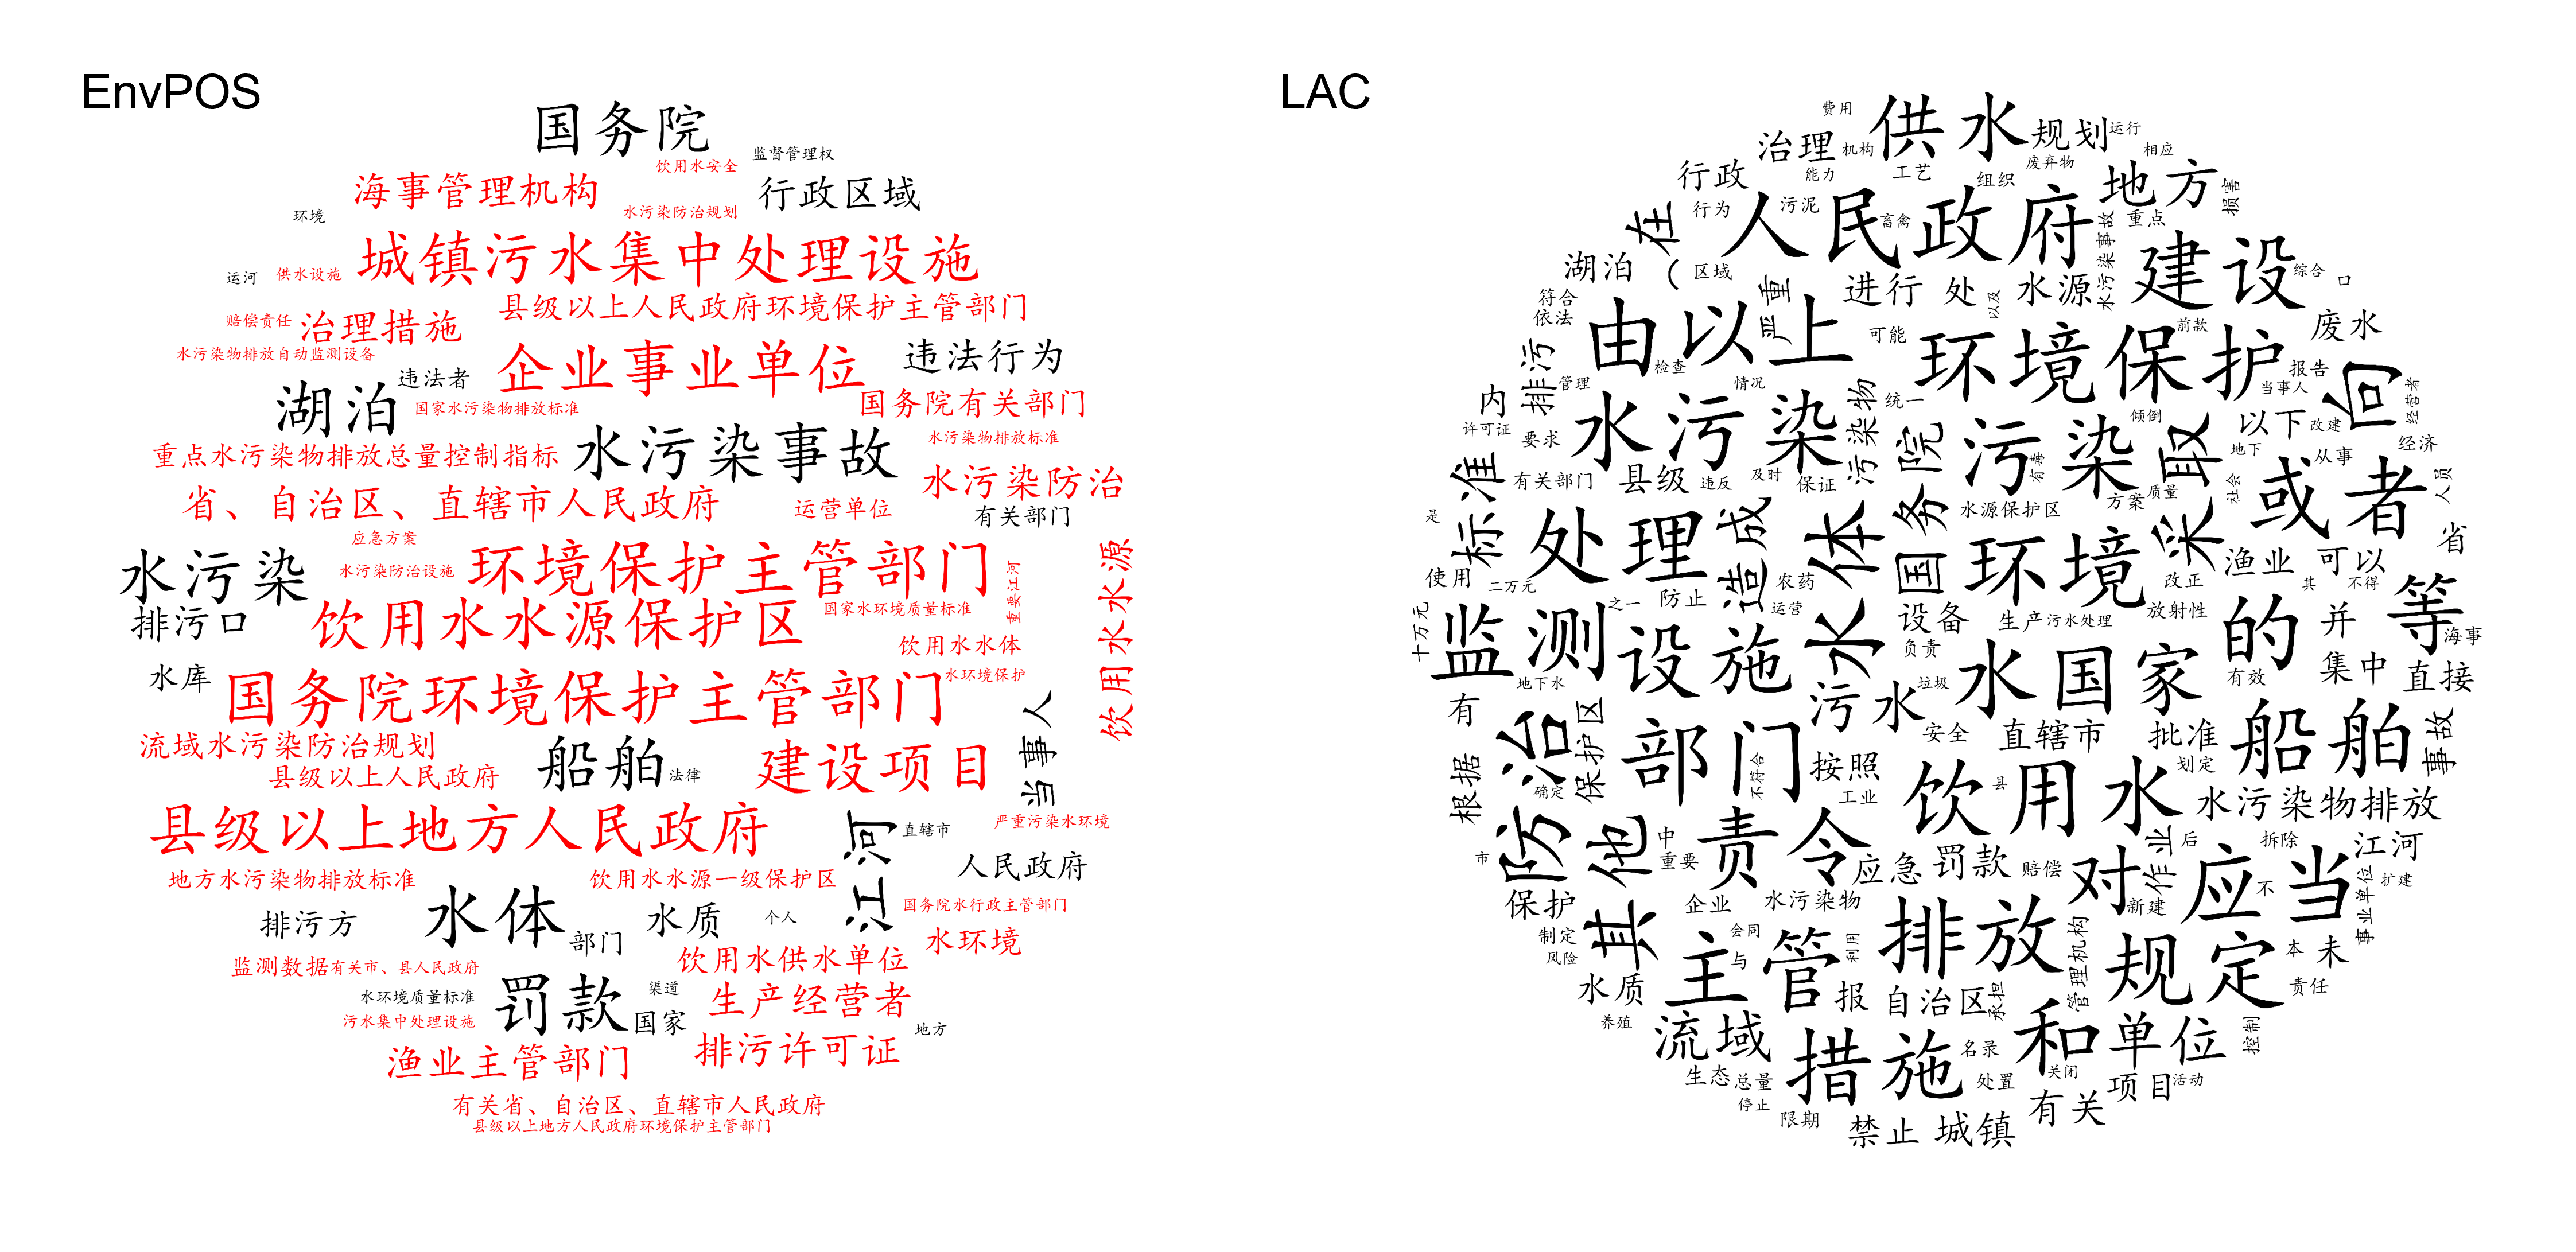 EnvPOS
国务院
监督管理权
饮用水安全
海事管理机构
行政区域
水污染防治规划
环境
城镇污水集中处理设施
运河
供水设施
县级以上人民政府环境保护主管部门
赔偿责任
治理措施
水污染物排放自动监测设备
企业事业单位
违法行为
违法者
湖泊
国家水污染物排放标准
国务院有关部门
水污染事故
水污染物排放标准
重点水污染物排放总量控制指标
水污染防治
省、自治区、直辖市人民政府
运营单位
有关部门
应急方案
水污染
水污染防治设施
环境保护主管部门
重要江河
饮用水水源
排污口
饮用水水源保护区
国家水环境质量标准
饮用水水体
水库
国务院环境保护主管部门
水环境保护
当事人
流域水污染防治规划
县级以上人民政府
船舶
法律
建设项目
县级以上地方人民政府
江河
直辖市
严重污染水环境
人民政府
地方水污染物排放标准
饮用水水源一级保护区
排污方
水体
水质
个人
国务院水行政主管部门
部门
水环境
监测数据
有关市、县人民政府
饮用水供水单位
水环境质量标准
罚款
渠道
生产经营者
污水集中处理设施
国家
地方
渔业主管部门
排污许可证
有关省、自治区、直辖市人民政府
县级以上地方人民政府环境保护主管部门
LAC
费用
供水
规划
运行
治理
机构
相应
行政
能力
工艺
组织
废弃物
地方
损害
行为
人民政府
污泥
畜禽
水污染事故
重点
在
湖泊
（
区域
进行
处
以及
水源
建设
综合
口
符合
依法
由
以上
严重
可能
环境保护
前款
废水
排污
检查
报告
向
内
管理
情况
水污染
污染物
统一
当事人
经营者
许可证
要求
国务院
污染
倾倒
采取
以下
改建
经济
标准
有关部门
县级
违反
及时
保证
有毒
方案
质量
地下
从事
社会
或者
人员
是
处理
造成
水体
水源保护区
环境
渔业
可以
省
使用
二万元
防止
农药
改正
其
不得
十万元
监测
之一
设施
运营
设备
生产
污水处理
放射性
的
并
等
海事
负责
地下水
污水
垃圾
水
国家
有效
集中
直接
有
防治
保护区
部门
不符合
按照
安全
直辖市
批准
船舶
事故
根据
确定
工业
饮用水
县
划定
水污染物排放
市
其他
中
重要
责令
应急
罚款
赔偿
对
作业
后
拆除
江河
应当
不
事业单位
扩建
保护
企业
水污染物
新建
制定
风险
主管
会同
与
利用
排放
管理机构
规定
本
未
责任
水质
报
自治区
承担
养殖
流域
措施
名录
和
单位
控制
生态
总量
处置
关闭
项目
活动
停止
限期
禁止
城镇
有关